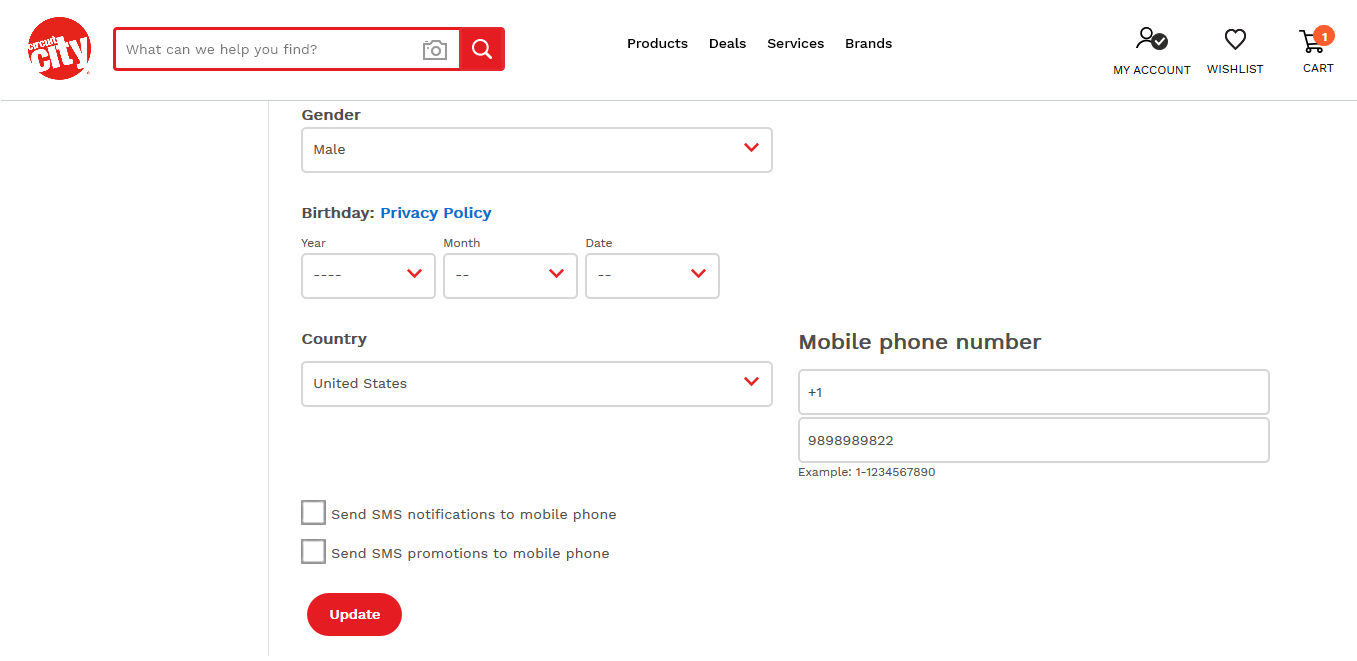 circuit
city
What can we help you find?
Products
Deals
Services
Brands
MY ACCOUNT
WISHLIST
1
CART
Gender
Male
Birthday: Privacy Policy
Year
Month
Date
----
--
--
Country
United States
Mobile phone number
+1
9898989822
Example: 1-1234567890
Send SMS notifications to mobile phone
Send SMS promotions to mobile phone
Update